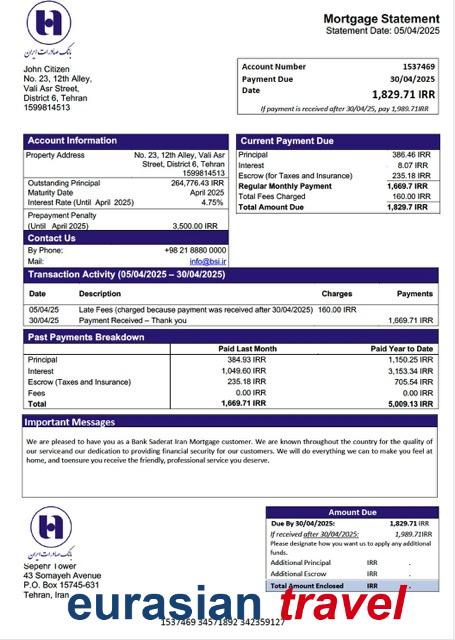 Mortgage Statement
Statement Date: 05/04/2025
بانک صادرات ایران
John Citizen
No. 23, 12th Alley,
Vali Asr Street,
District 6, Tehran
1599814513
Account Number 1537469
Payment Due 30/04/2025
Date
1,829.71 IRR
If payment is received after 30/04/25, pay 1,989.71IRR
Account Information
Property Address No. 23, 12th Alley, Vali Asr
Street, District 6, Tehran
1599814513
Outstanding Principal 264,776.43 IRR
Maturity Date April 2025
Interest Rate (Until April 2025) 4.75%
Prepayment Penalty
(Until April 2025) 3,500.00 IRR
Contact Us
By Phone: +98 21 8880 0000
Mail: info@bsi.ir
Current Payment Due
Principal 386.46 IRR
Interest 8.07 IRR
Escrow (for Taxes and Insurance) 235.18 IRR
Regular Monthly Payment 1,669.7 IRR
Total Fees Charged 160.00 IRR
Total Amount Due 1,829.7 IRR
Transaction Activity (05/04/2025 – 30/04/2025)
Date Description Charges Payments
05/04/25 Late Fees (charged because payment was received after 30/04/2025) 160.00 IRR
30/04/25 Payment Received – Thank you 1,669.71 IRR
Past Payments Breakdown
Paid Last Month Paid Year to Date
Principal 384.93 IRR 1,150.25 IRR
Interest 1,049.60 IRR 3,153.34 IRR
Escrow (Taxes and Insurance) 235.18 IRR 705.54 IRR
Fees 0.00 IRR 0.00 IRR
Total 1,669.71 IRR 5,009.13 IRR
Important Messages
We are pleased to have you as a Bank Saderat Iran Mortgage customer. We are known throughout the country for the quality of
our serviceand our dedication to providing financial security for our customers. We will do everything we can to make you feel at
home, and toensure you receive the friendly, professional service you deserve.
بانک صادرات ایران
Sepehr Tower
43 Somayeh Avenue
P.O. Box 15745-631
Tehran, Iran
Amount Due
Due By 30/04/2025: 1,829.71 IRR
If received after 30/04/2025: 1,989.71IRR
Please designate how you want us to apply any additional
funds.
Additional Principal IRR .
Additional Escrow IRR .
Total Amount Enclosed IRR .
eurasian travel
1537469 34571892 342359127